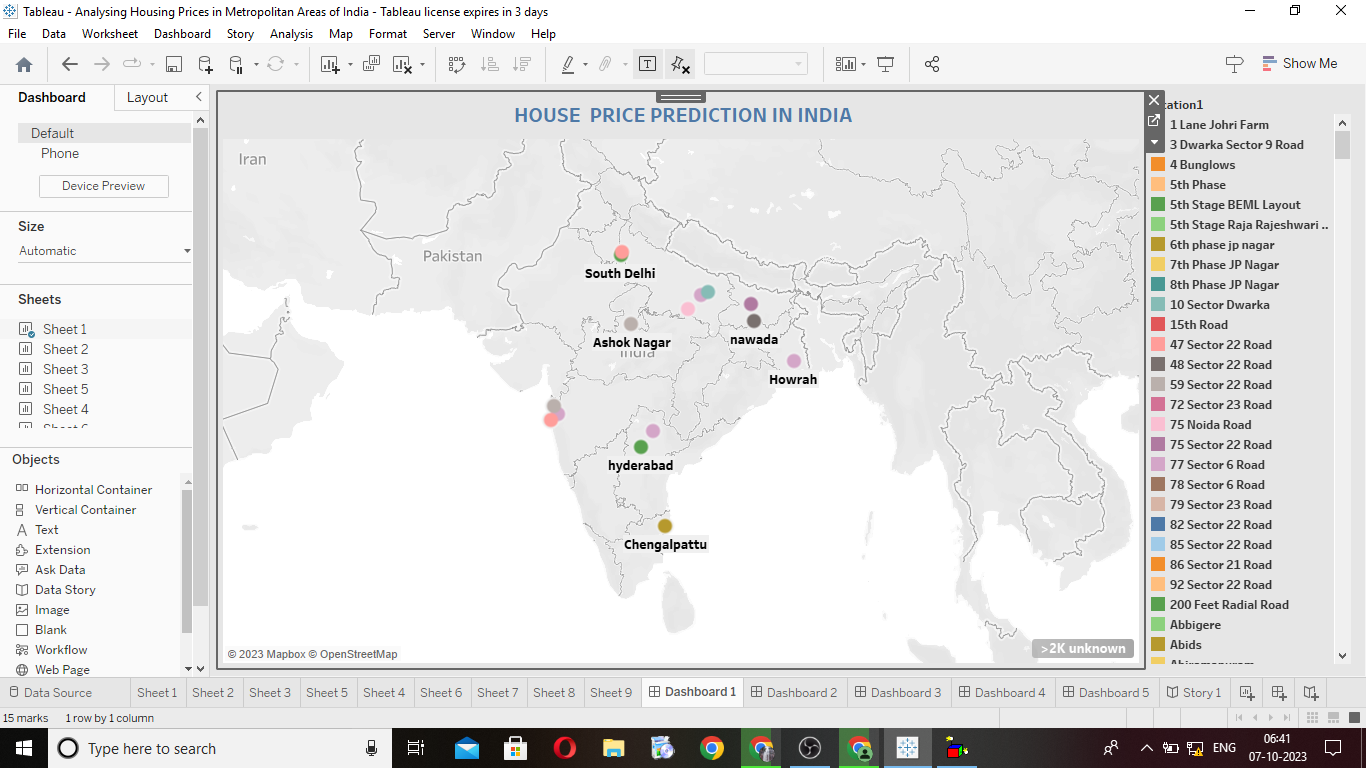 Tableau - Analysing Housing Prices in Metropolitan Areas of India - Tableau license expires in 3 days
File Data Worksheet Dashboard Story Analysis Map Format Server Window Help
Show Me
Dashboard Layout
Default
Phone
Device Preview
Size
Automatic
Sheets
Sheet 1
Sheet 2
Sheet 3
Sheet 5
Sheet 4
Objects
Horizontal Container
Vertical Container
Text
Extension
Ask Data
Data Story
Image
Blank
Workflow
Web Page
HOUSE PRICE PREDICTION IN INDIA
Iran
Pakistan
South Delhi
Ashok Nagar
India
nawada
Howrah
hyderabad
Chengalpattu
© 2023 Mapbox © OpenStreetMap
>2K unknown
tation1
1 Lane Johri Farm
3 Dwarka Sector 9 Road
4 Bunglows
5th Phase
5th Stage BEML Layout
5th Stage Raja Rajeshwari ..
6th phase jp nagar
7th Phase JP Nagar
8th Phase JP Nagar
10 Sector Dwarka
15th Road
47 Sector 22 Road
48 Sector 22 Road
59 Sector 22 Road
72 Sector 23 Road
75 Noida Road
75 Sector 22 Road
77 Sector 6 Road
78 Sector 6 Road
79 Sector 23 Road
82 Sector 22 Road
85 Sector 22 Road
86 Sector 21 Road
92 Sector 22 Road
200 Feet Radial Road
Abbigere
Abids
Data Source Sheet 1 Sheet 2 Sheet 3 Sheet 5 Sheet 4 Sheet 6 Sheet 7 Sheet 8 Sheet 9 Dashboard 1 Dashboard 2 Dashboard 3 Dashboard 4 Dashboard 5 Story 1
15 marks 1 row by 1 column
Type here to search
ENG
06:41
07-10-2023